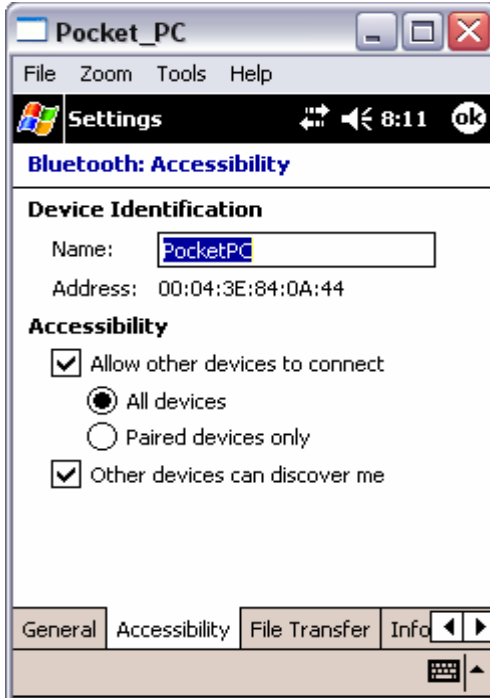 Pocket_PC
File Zoom Tools Help
Settings 8:11 ok
Bluetooth: Accessibility
Device Identification
Name: PocketPC
Address: 00:04:3E:84:0A:44
Accessibility
Allow other devices to connect
All devices
Paired devices only
Other devices can discover me
General Accessibility File Transfer Info